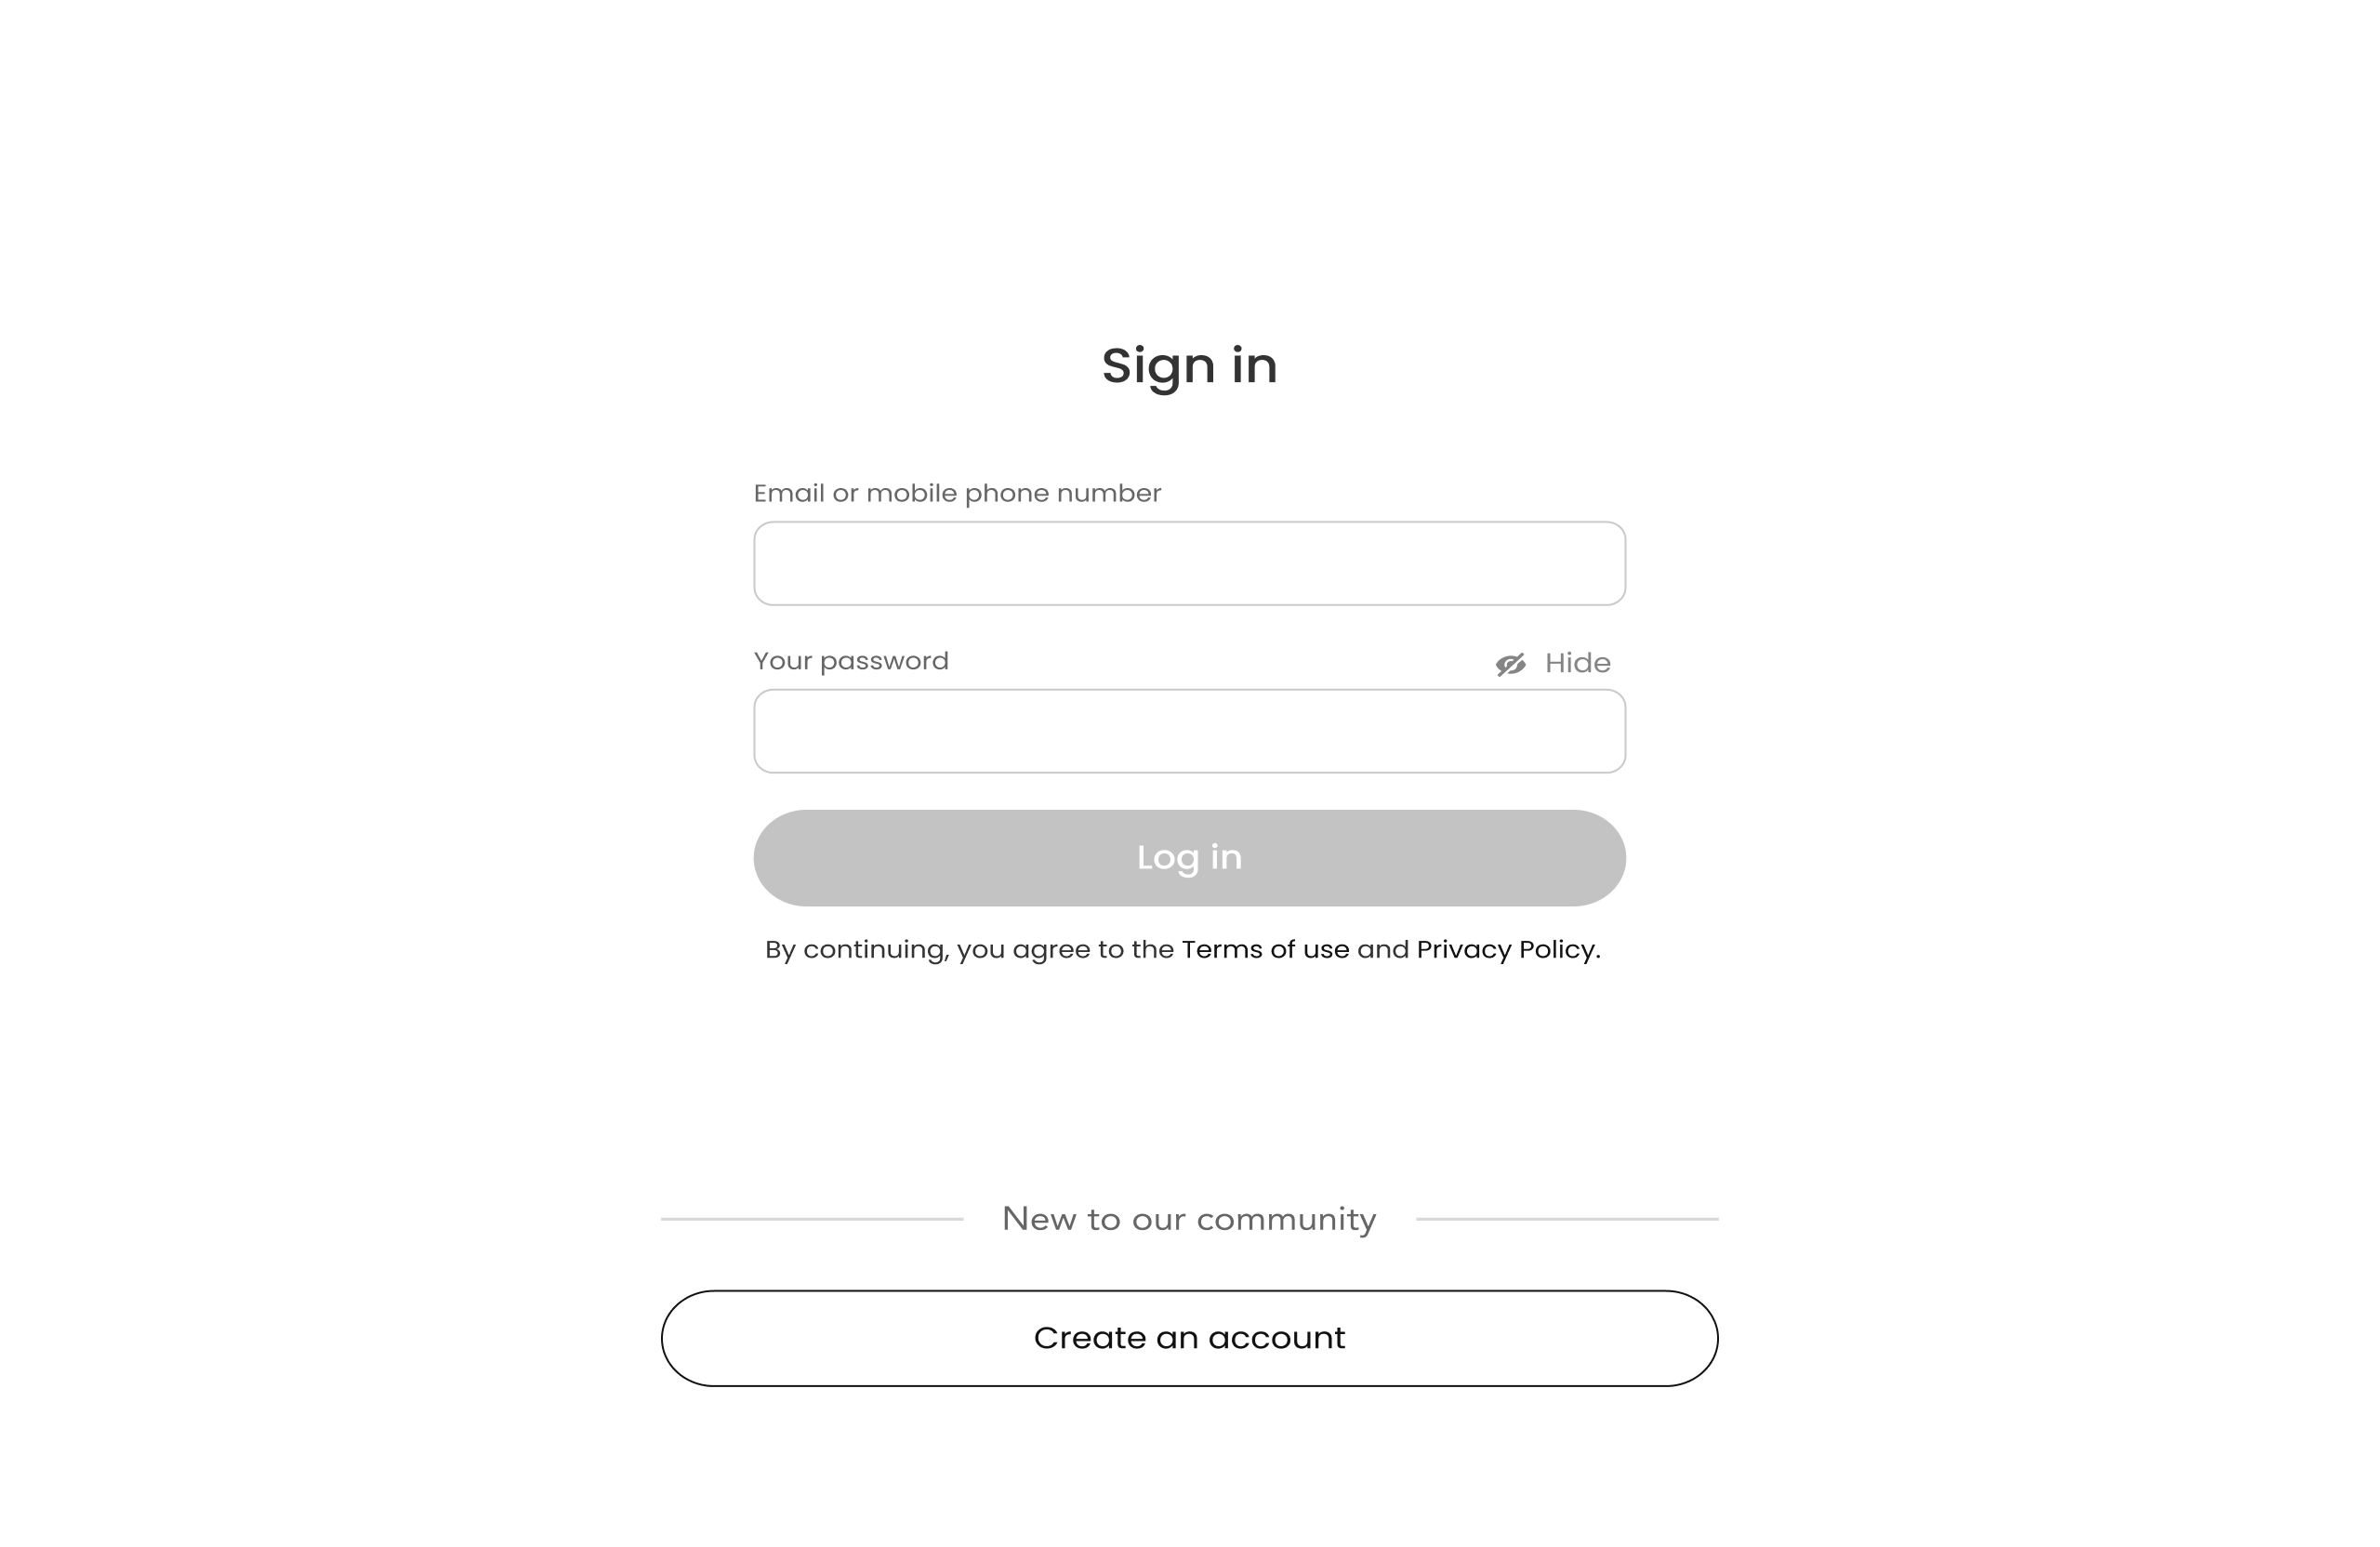 Sign in
Email or mobile phone number
Your password
Hide
Log in
By continuing, you agree to the Terms of use and Privacy Policy.
New to our community
Create an account